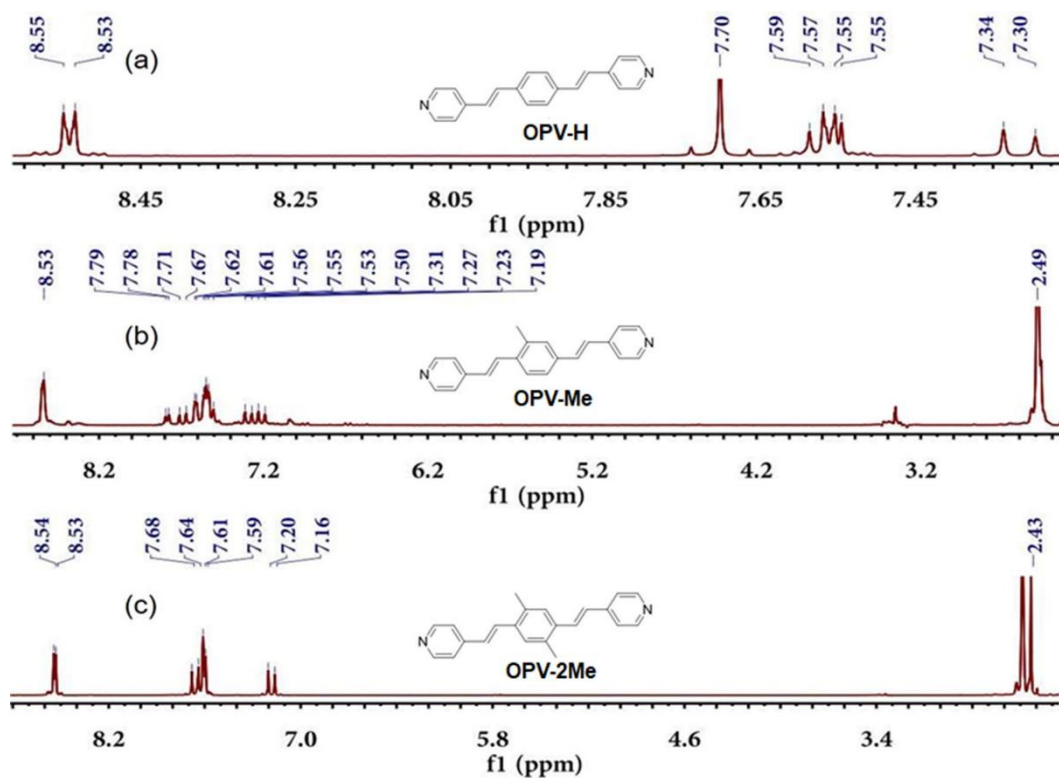 8.55 8.53 7.70 7.59 7.57 7.55 7.55 7.34 7.30
(a)
N N
OPV-H
8.45 8.25 8.05 7.85 7.65 7.45
f1 (ppm)
8.53 7.79 7.78 7.71 7.67 7.62 7.61 7.56 7.55 7.53 7.50 7.31 7.27 7.23 7.19 2.49
(b)
N N
OPV-Me
8.2 7.2 6.2 5.2 4.2 3.2
f1 (ppm)
8.54 8.53 7.68 7.64 7.61 7.59 7.20 7.16 2.43
(c)
N N
OPV-2Me
8.2 7.0 5.8 4.6 3.4
f1 (ppm)